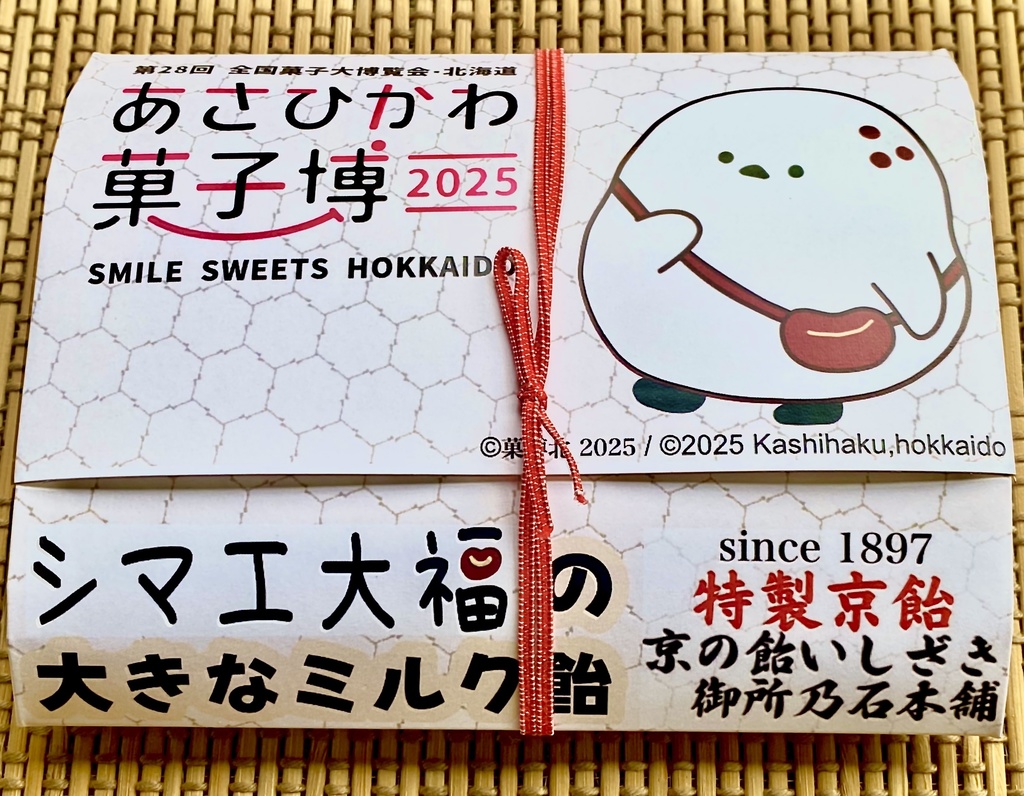 第28回 全国菓子大博覧会・北海道
あさひかわ
菓子博 2025
SMILE SWEETS HOKKAIDO
©菓 北 2025 / ©2025 Kashihaku,hokkaido
シマエ大福の
大きなミルク飴
since 1897
特製京飴
京の飴いしざき
御所乃石本舗